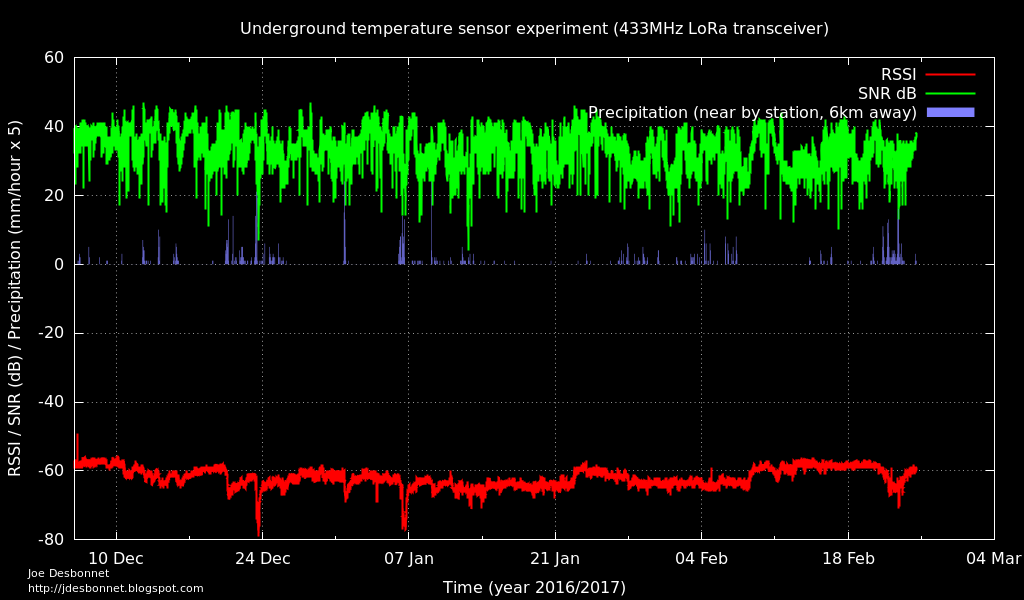 Underground temperature sensor experiment (433MHz LoRa transceiver)
RSSI
SNR dB
Precipitation (near by station, 6km away)
RSSI / SNR (dB) / Precipitation (mm/hour x 5)
60
40
20
0
-20
-40
-60
-80
10 Dec 24 Dec 07 Jan 21 Jan 04 Feb 18 Feb 04 Mar
Time (year 2016/2017)
Joe Desbonnet
http://jdesbonnet.blogspot.com